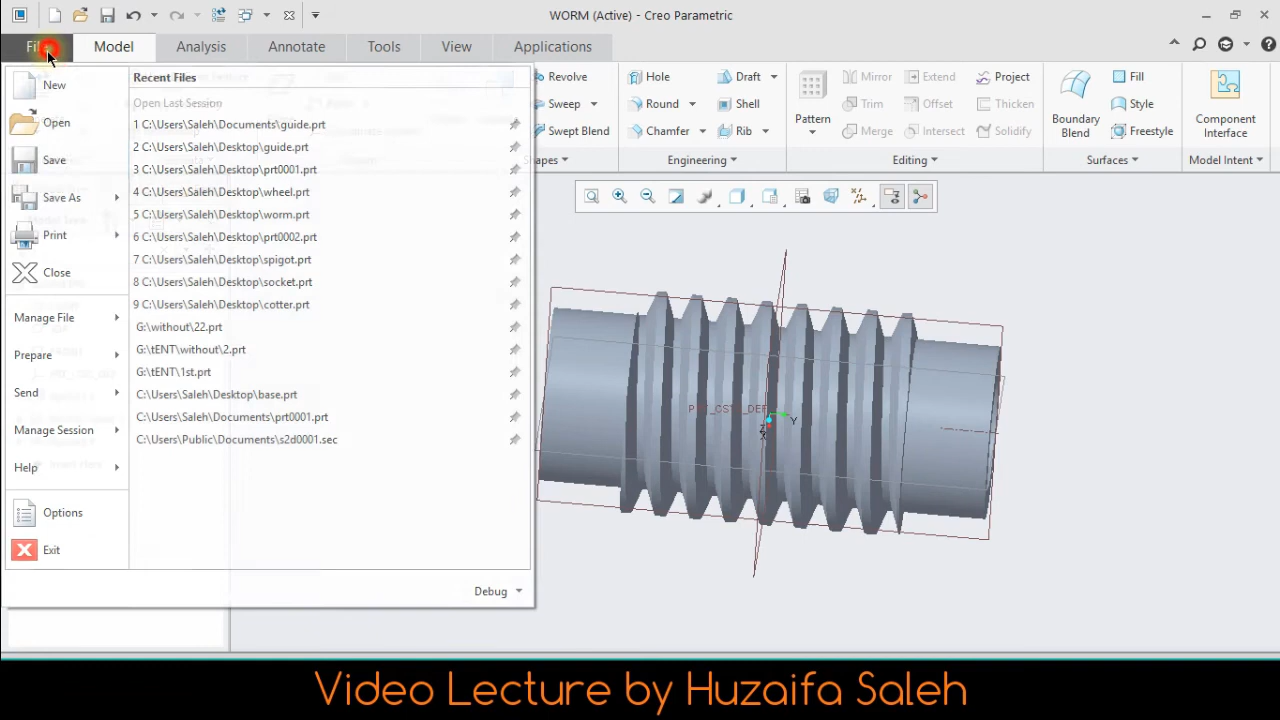 WORM (Active) - Creo Parametric
Model
Analysis
Annotate
Tools
View
Applications
New
Open
Save
Save As
Print
Close
Manage File
Prepare
Send
Manage Session
Help
Options
Exit
Recent Files
Open Last Session
1 C:\Users\Saleh\Documents\guide.prt
2 C:\Users\Saleh\Desktop\guide.prt
3 C:\Users\Saleh\Desktop\prt0001.prt
4 C:\Users\Saleh\Desktop\wheel.prt
5 C:\Users\Saleh\Desktop\worm.prt
6 C:\Users\Saleh\Desktop\prt0002.prt
7 C:\Users\Saleh\Desktop\spigot.prt
8 C:\Users\Saleh\Desktop\socket.prt
9 C:\Users\Saleh\Desktop\cotter.prt
G:\without\22.prt
G:\tENT\without\2.prt
G:\tENT\1st.prt
C:\Users\Saleh\Desktop\base.prt
C:\Users\Saleh\Documents\prt0001.prt
C:\Users\Public\Documents\s2d0001.sec
Debug
Revolve
Sweep
Swept Blend
Hole
Round
Chamfer
Draft
Shell
Rib
Engineering
Pattern
Mirror
Trim
Merge
Extend
Offset
Intersect
Project
Thicken
Solidify
Editing
Boundary
Blend
Fill
Style
Freestyle
Surfaces
Component
Interface
Model Intent
Y
Z
X
Video Lecture by Huzaifa Saleh